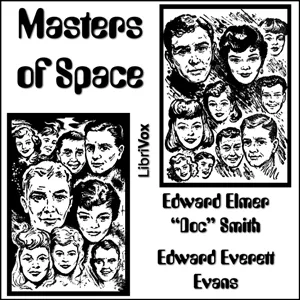 Masters
of Space
LibriVox
Edward Elmer
“Doc” Smith
Edward Everett
Evans